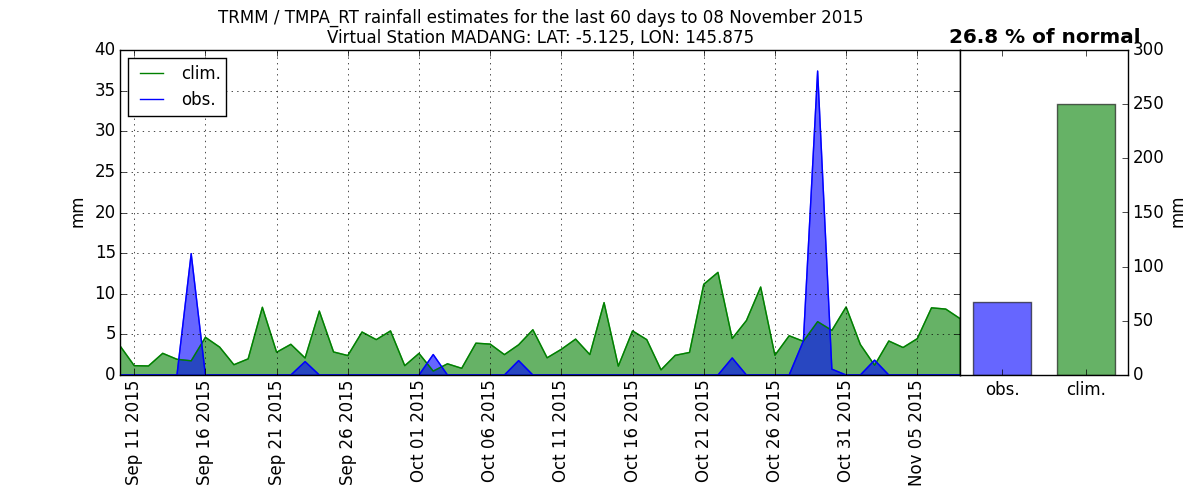 TRMM / TMPA_RT rainfall estimates for the last 60 days to 08 November 2015
Virtual Station MADANG: LAT: -5.125, LON: 145.875
26.8 % of normal
clim.
obs.
40
35
30
25
20
15
10
5
0
mm
300
250
200
150
100
50
0
mm
Sep 11 2015
Sep 16 2015
Sep 21 2015
Sep 26 2015
Oct 01 2015
Oct 06 2015
Oct 11 2015
Oct 16 2015
Oct 21 2015
Oct 26 2015
Oct 31 2015
Nov 05 2015
obs.
clim.